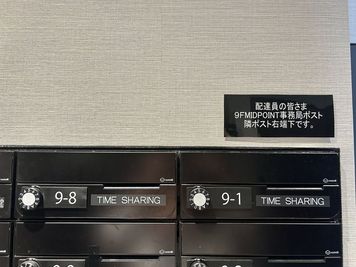 配達員の皆さま
9FMIDPOINT事務局ポスト
隣ポスト右端下です。
9-8 TIME SHARING
9-1 TIME SHARING